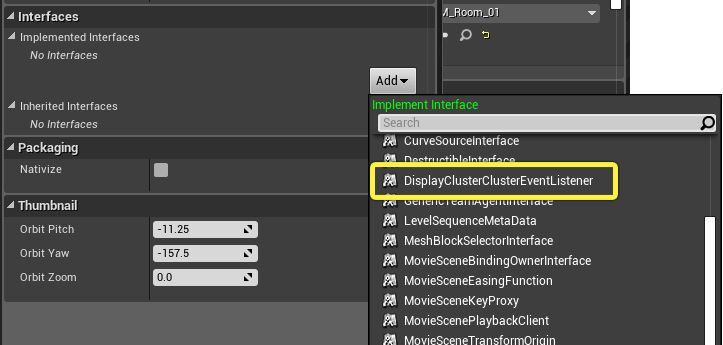 Interfaces
Implemented Interfaces
No Interfaces
Add
Inherited Interfaces
No Interfaces
Packaging
Nativize
Thumbnail
Orbit Pitch
-11.25
Orbit Yaw
-157.5
Orbit Zoom
0.0
M_Room_01
Implement Interface
Search
CurveSourceInterface
DestructibleInterface
DisplayClusterClusterEventListener
GenericTeamAgentInterface
LevelSequenceMetaData
MeshBlockSelectorInterface
MovieSceneBindingOwnerInterface
MovieSceneEasingFunction
MovieSceneKeyProxy
MovieScenePlaybackClient
MovieSceneTransformOrigin